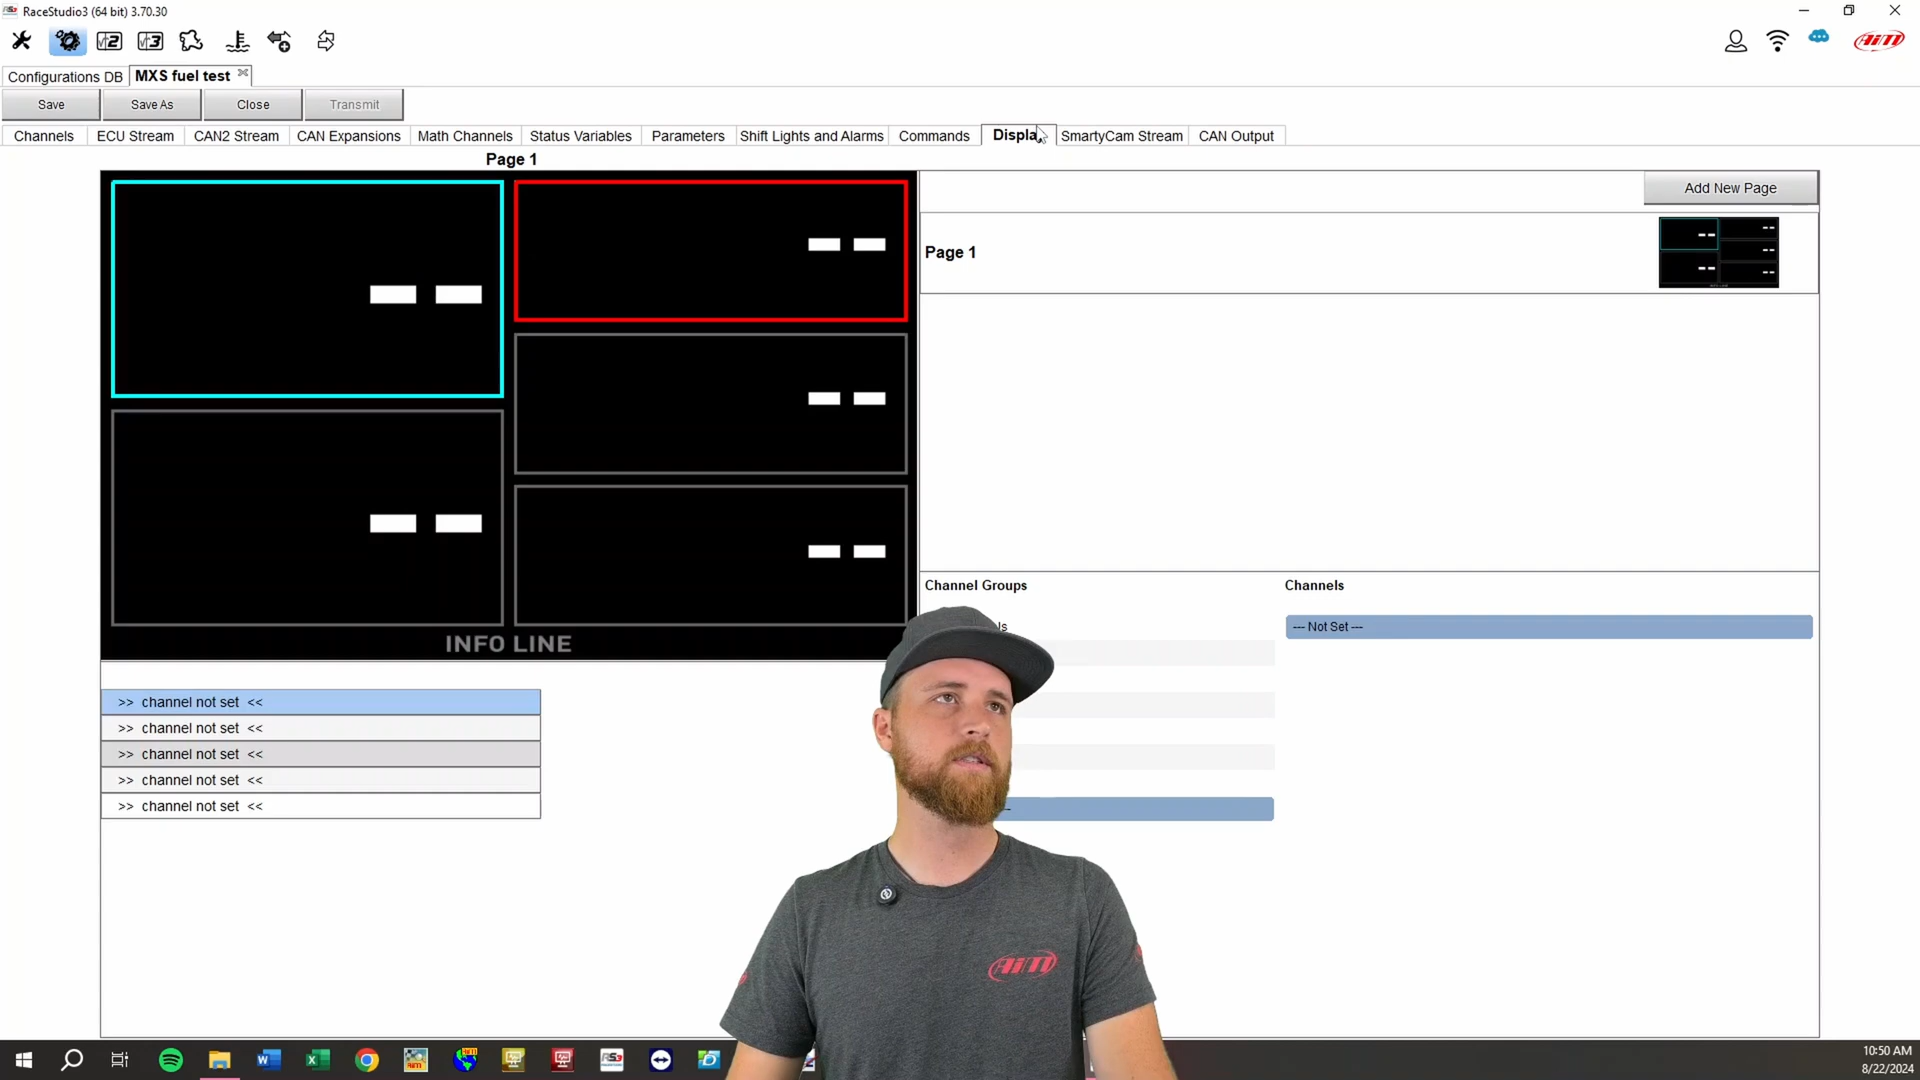 RaceStudio3 (64 bit) 3.70.30
AiM
Configurations DB MXS fuel test
Save Save As Close Transmit
Channels ECU Stream CAN2 Stream CAN Expansions Math Channels Status Variables Parameters Shift Lights and Alarms Commands Display SmartyCam Stream CAN Output
Page 1
Add New Page
Page 1
Channel Groups Channels
--- Not Set ---
INFO LINE
>> channel not set <<
>> channel not set <<
>> channel not set <<
>> channel not set <<
>> channel not set <<
AiM
10:50 AM
8/22/2024